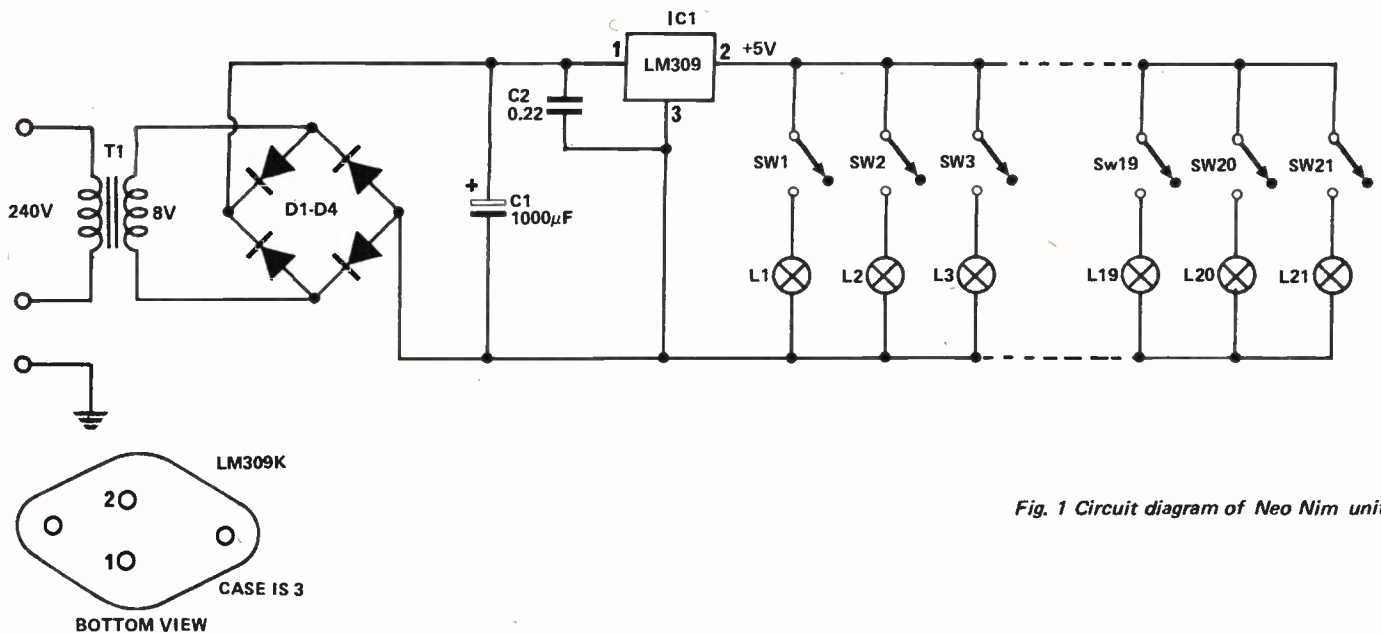 IC1
1
LM309
2
+5V
3
C2
0.22
T1
240V
8V
D1-D4
+
C1
1000µF
SW1
SW2
SW3
Sw19
SW20
SW21
L1
L2
L3
L19
L20
L21
LM309K
2
1
CASE IS 3
BOTTOM VIEW
Fig. 1 Circuit diagram of Neo Nim unit